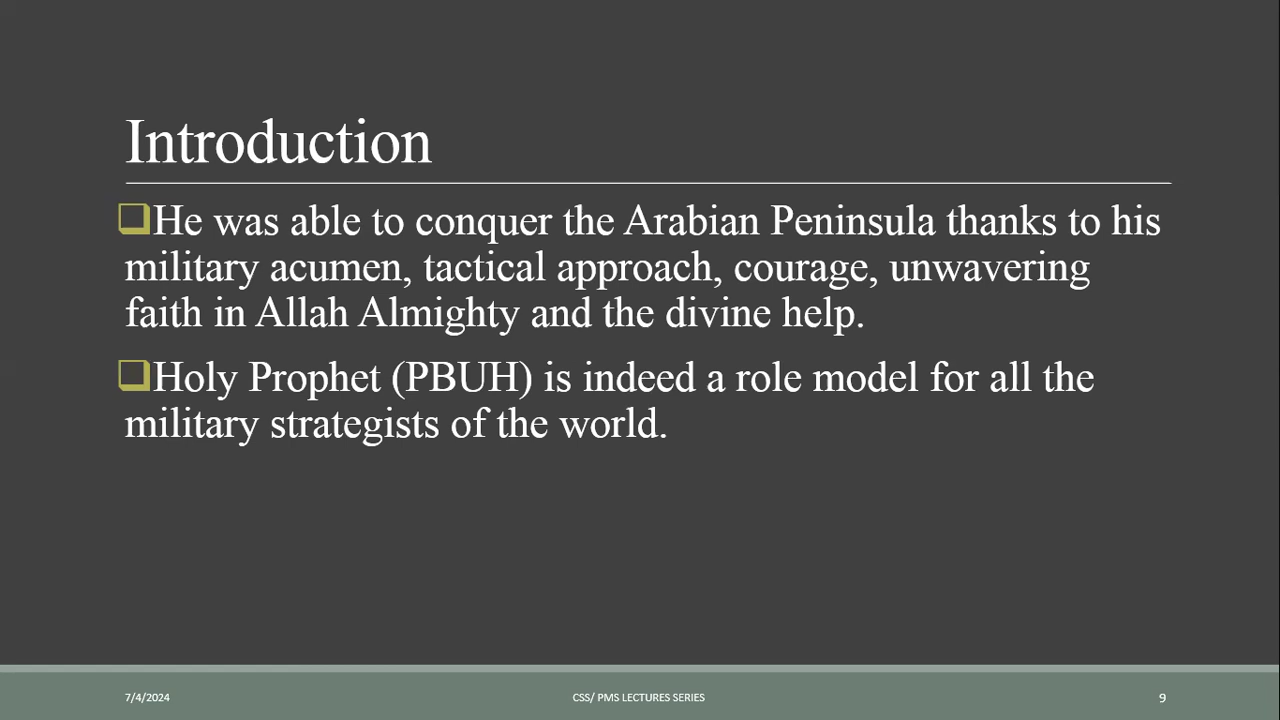 Introduction
He was able to conquer the Arabian Peninsula thanks to his
military acumen, tactical approach, courage, unwavering
faith in Allah Almighty and the divine help.
Holy Prophet (PBUH) is indeed a role model for all the
military strategists of the world.
7/4/2024
CSS/ PMS LECTURES SERIES
9